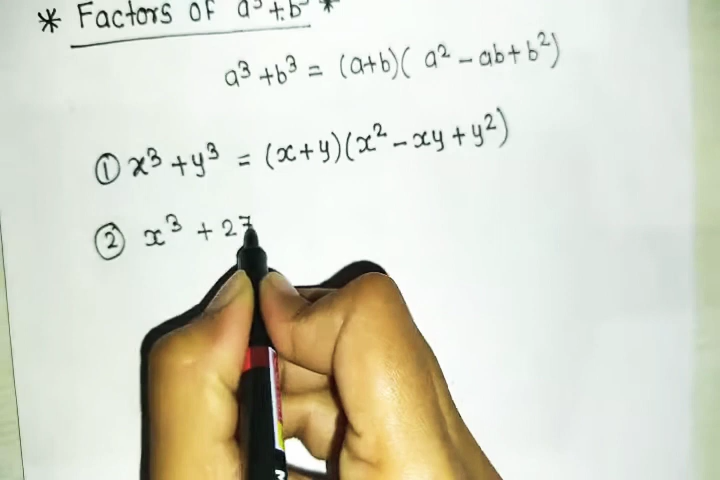 * Factors of a³+b³ *
a³+b³ = (a+b)(a²-ab+b²)
① x³+y³ = (x+y)(x²-xy+y²)
② x³+27